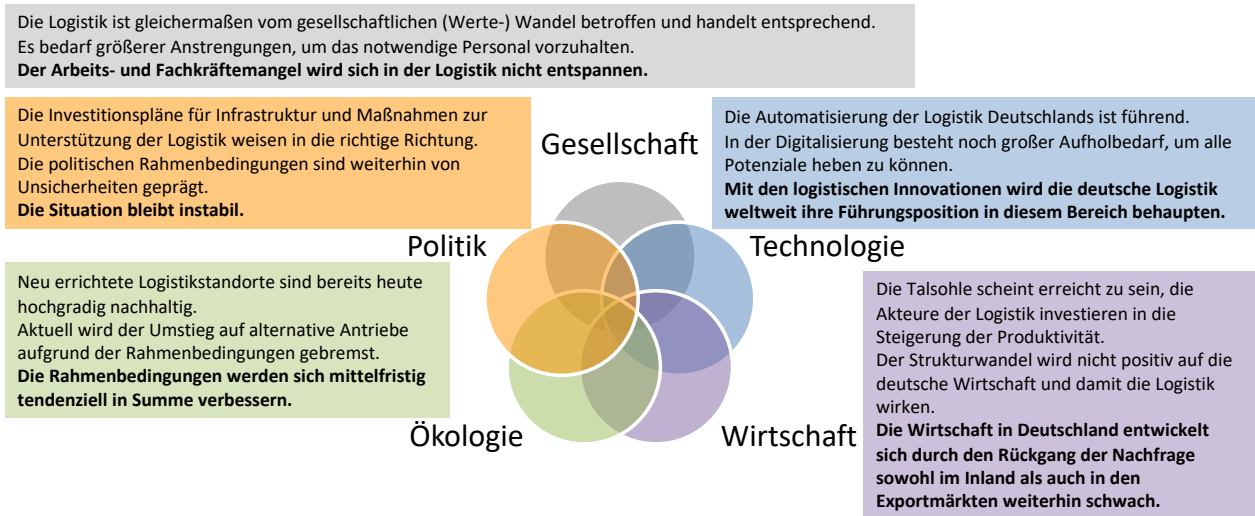 Die Logistik ist gleichermaßen vom gesellschaftlichen (Werte-) Wandel betroffen und handelt entsprechend.
Es bedarf größerer Anstrengungen, um das notwendige Personal vorzuhalten.
Der Arbeits- und Fachkräftemangel wird sich in der Logistik nicht entspannen.
Die Investitionspläne für Infrastruktur und Maßnahmen zur
Unterstützung der Logistik weisen in die richtige Richtung.
Die politischen Rahmenbedingungen sind weiterhin von
Unsicherheiten geprägt.
Die Situation bleibt instabil.
Gesellschaft
Die Automatisierung der Logistik Deutschlands ist führend.
In der Digitalisierung besteht noch großer Aufholbedarf, um alle
Potenziale heben zu können.
Mit den logistischen Innovationen wird die deutsche Logistik
weltweit ihre Führungsposition in diesem Bereich behaupten.
Politik
Technologie
Neu errichtete Logistikstandorte sind bereits heute
hochgradig nachhaltig.
Aktuell wird der Umstieg auf alternative Antriebe
aufgrund der Rahmenbedingungen gebremst.
Die Rahmenbedingungen werden sich mittelfristig
tendenziell in Summe verbessern.
Die Talsohle scheint erreicht zu sein, die
Akteure der Logistik investieren in die
Steigerung der Produktivität.
Der Strukturwandel wird nicht positiv auf die
deutsche Wirtschaft und damit die Logistik
wirken.
Die Wirtschaft in Deutschland entwickelt
sich durch den Rückgang der Nachfrage
sowohl im Inland als auch in den
Exportmärkten weiterhin schwach.
Ökologie
Wirtschaft